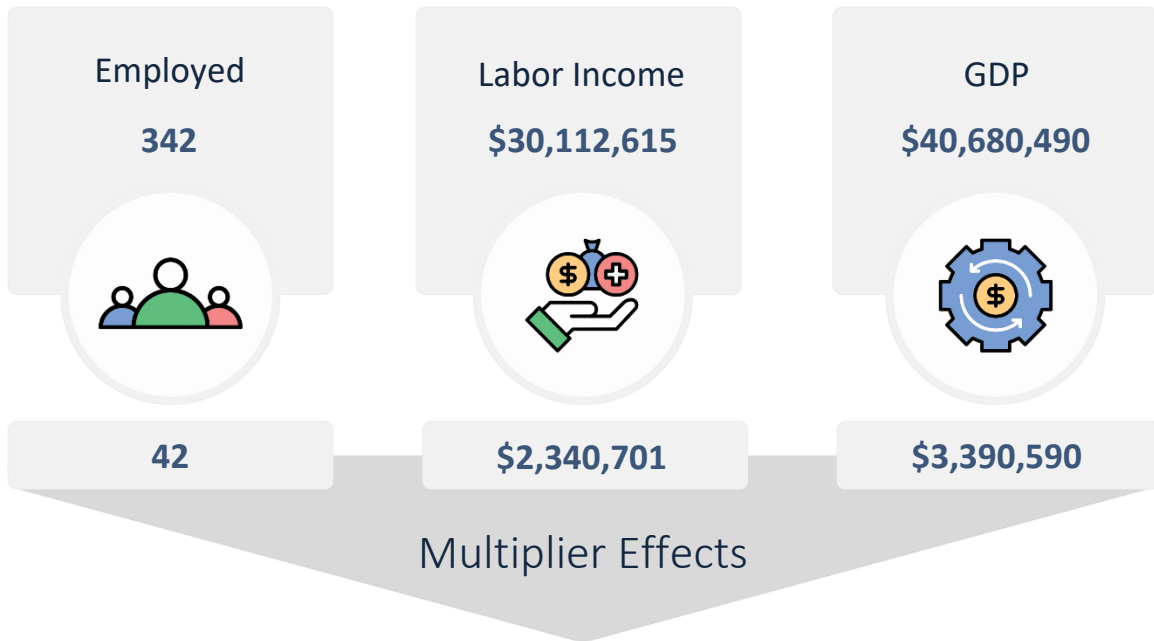 Employed
342
Labor Income
$30,112,615
GDP
$40,680,490
$
$
42
$2,340,701
$3,390,590
Multiplier Effects